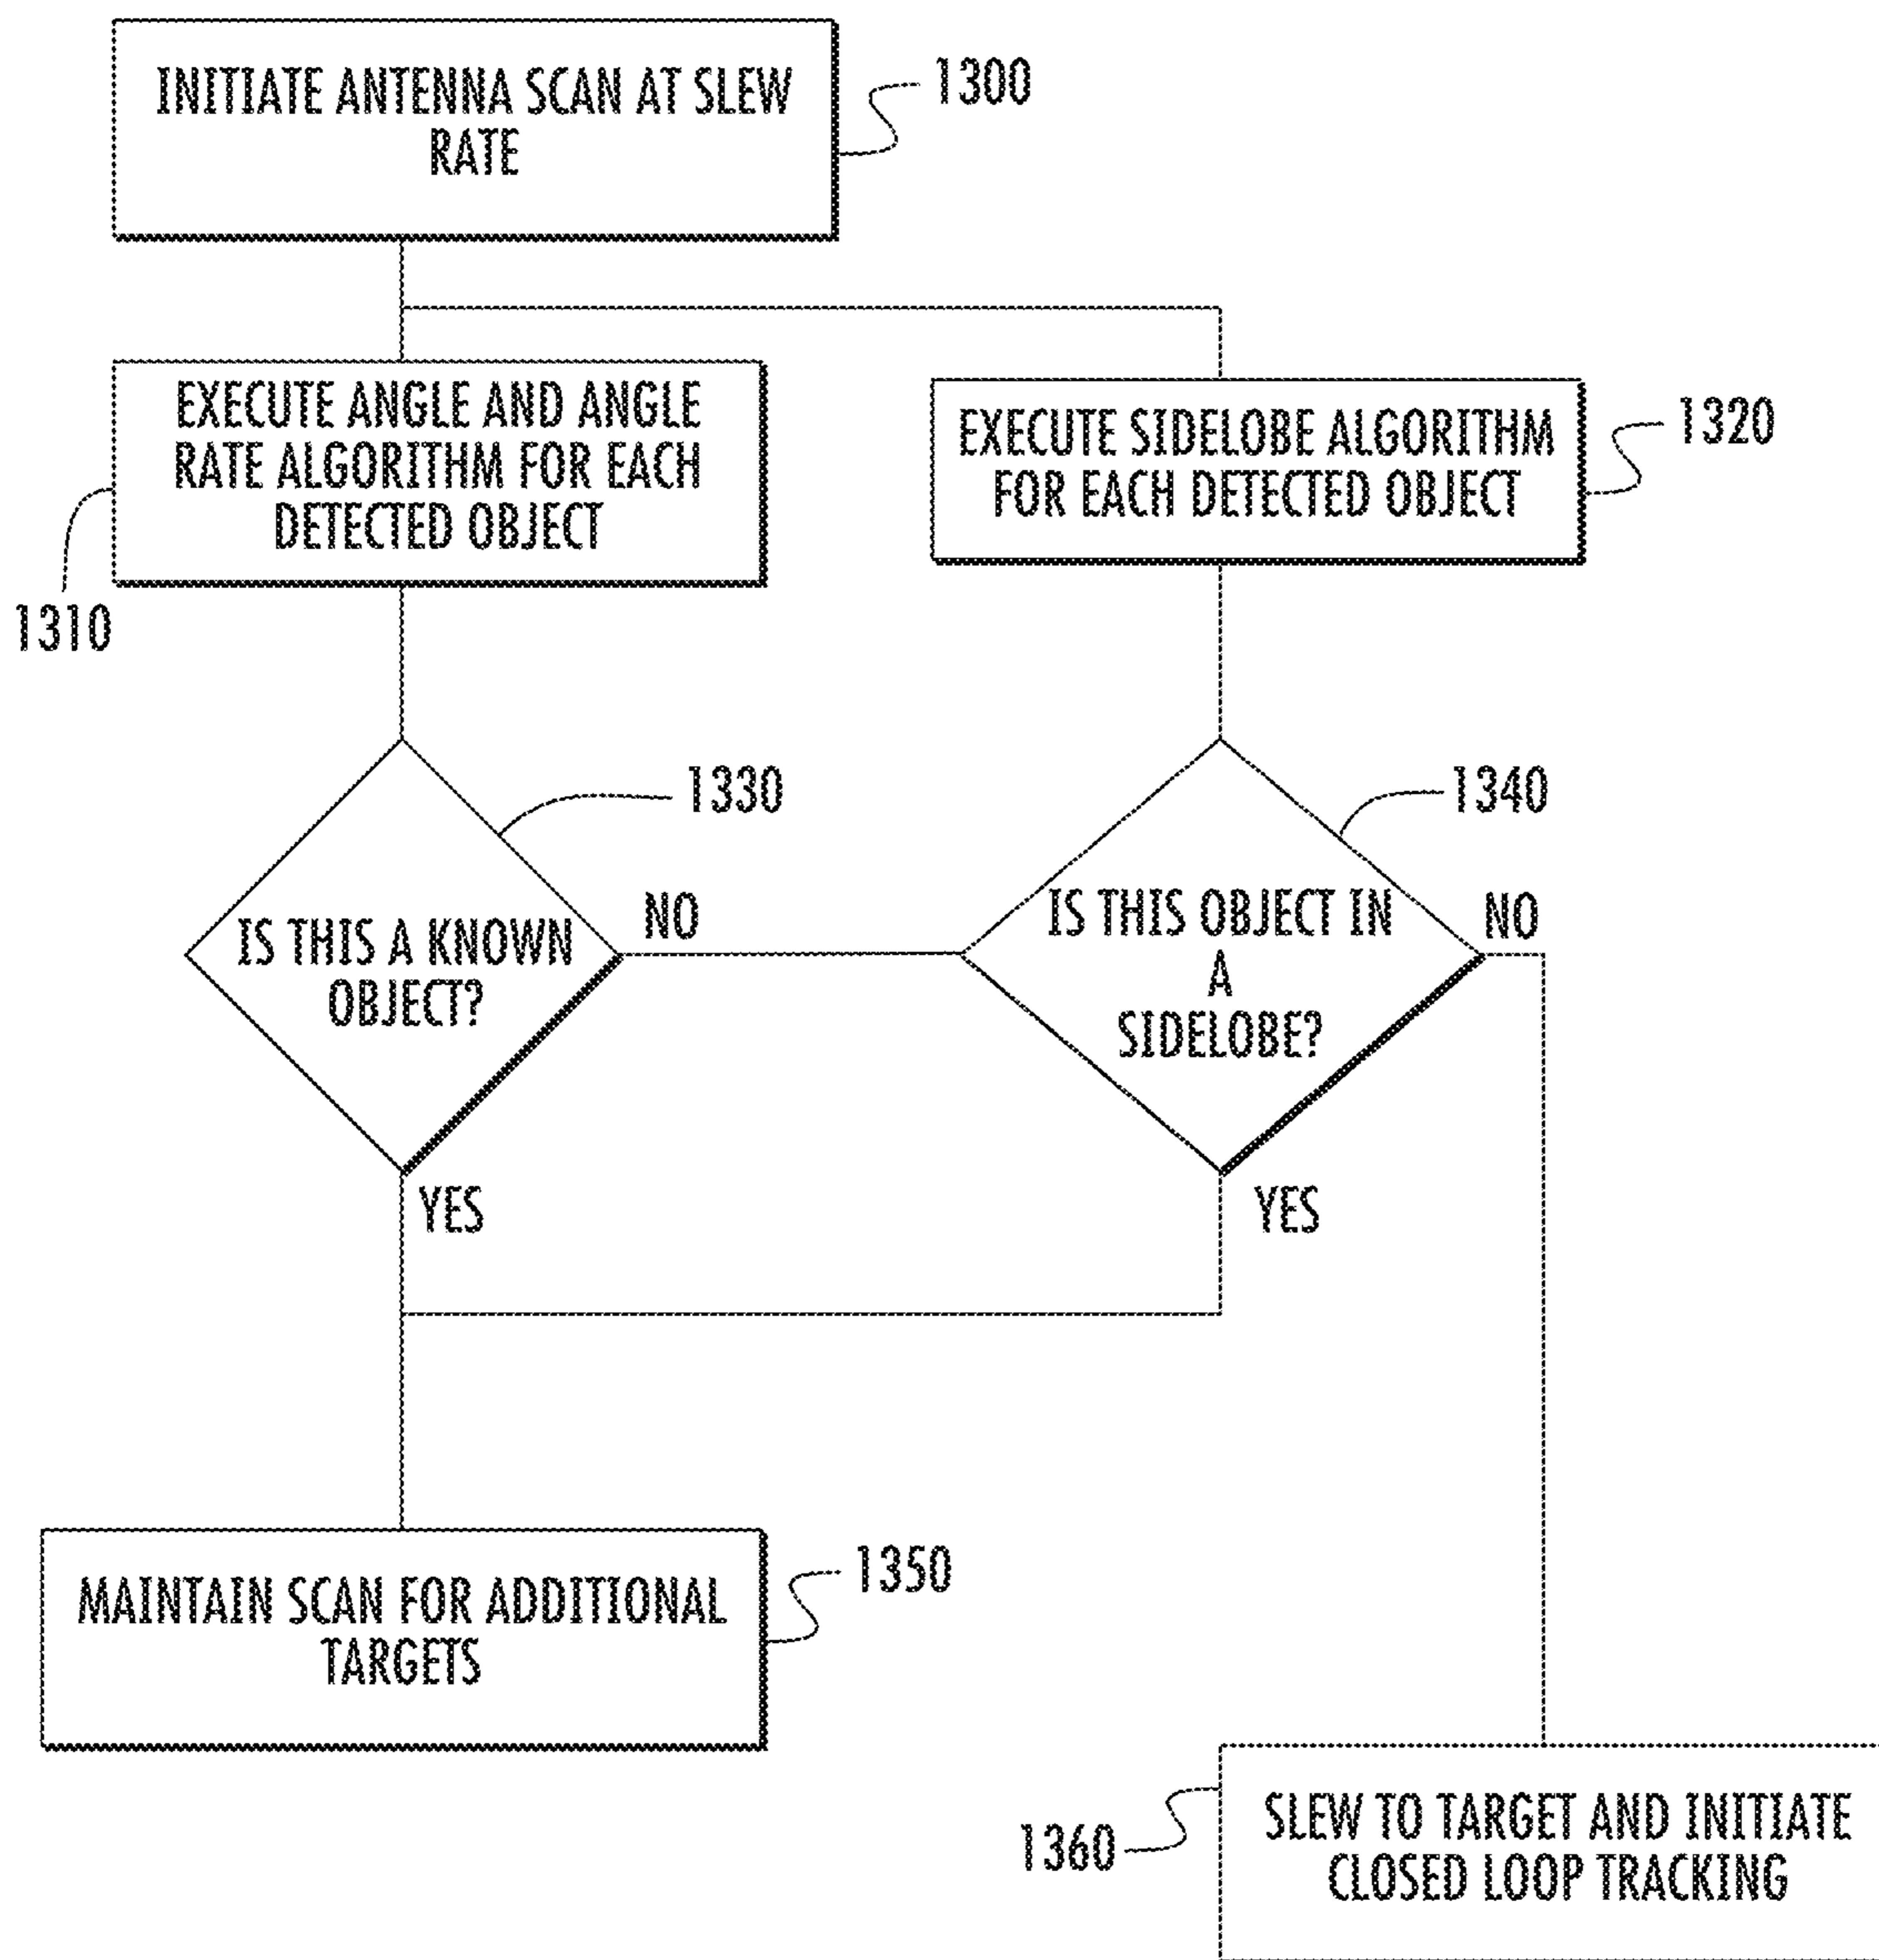 INITIATE ANTENNA SCAN AT SLEW
RATE
1300
EXECUTE ANGLE AND ANGLE
RATE ALGORITHM FOR EACH
DETECTED OBJECT
1310
EXECUTE SIDELOBE ALGORITHM
FOR EACH DETECTED OBJECT
1320
1330
IS THIS A KNOWN
OBJECT?
NO
YES
1340
IS THIS OBJECT IN
A
SIDELOBE?
NO
YES
MAINTAIN SCAN FOR ADDITIONAL
TARGETS
1350
1360
SLEW TO TARGET AND INITIATE
CLOSED LOOP TRACKING